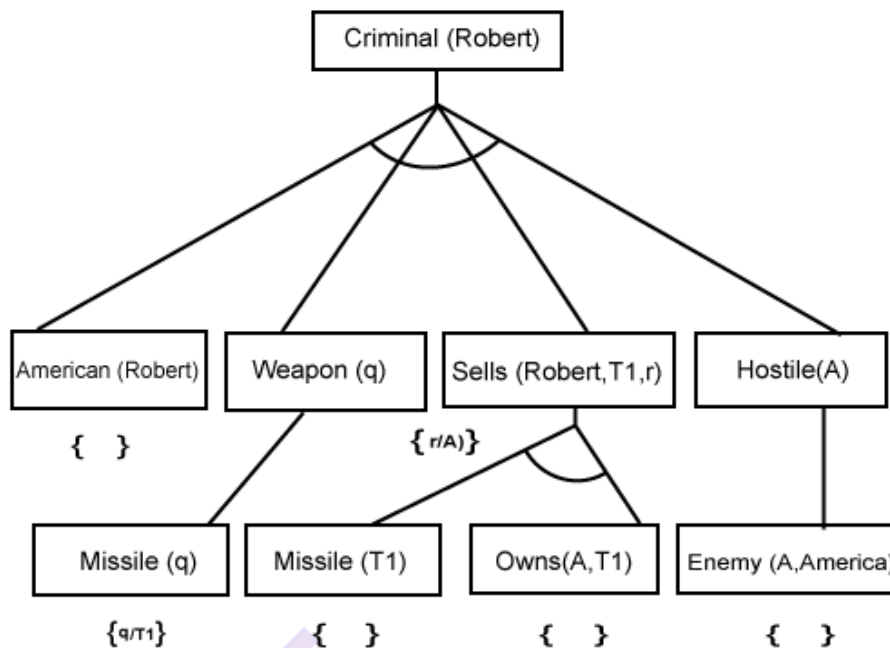 Criminal (Robert)
American (Robert)
Weapon (q)
Sells (Robert,T1,r)
Hostile(A)
{ }
{ r/A)}
Missile (q)
Missile (T1)
Owns(A,T1)
Enemy (A,America)
{q/T1}
{ }
{ }
{ }